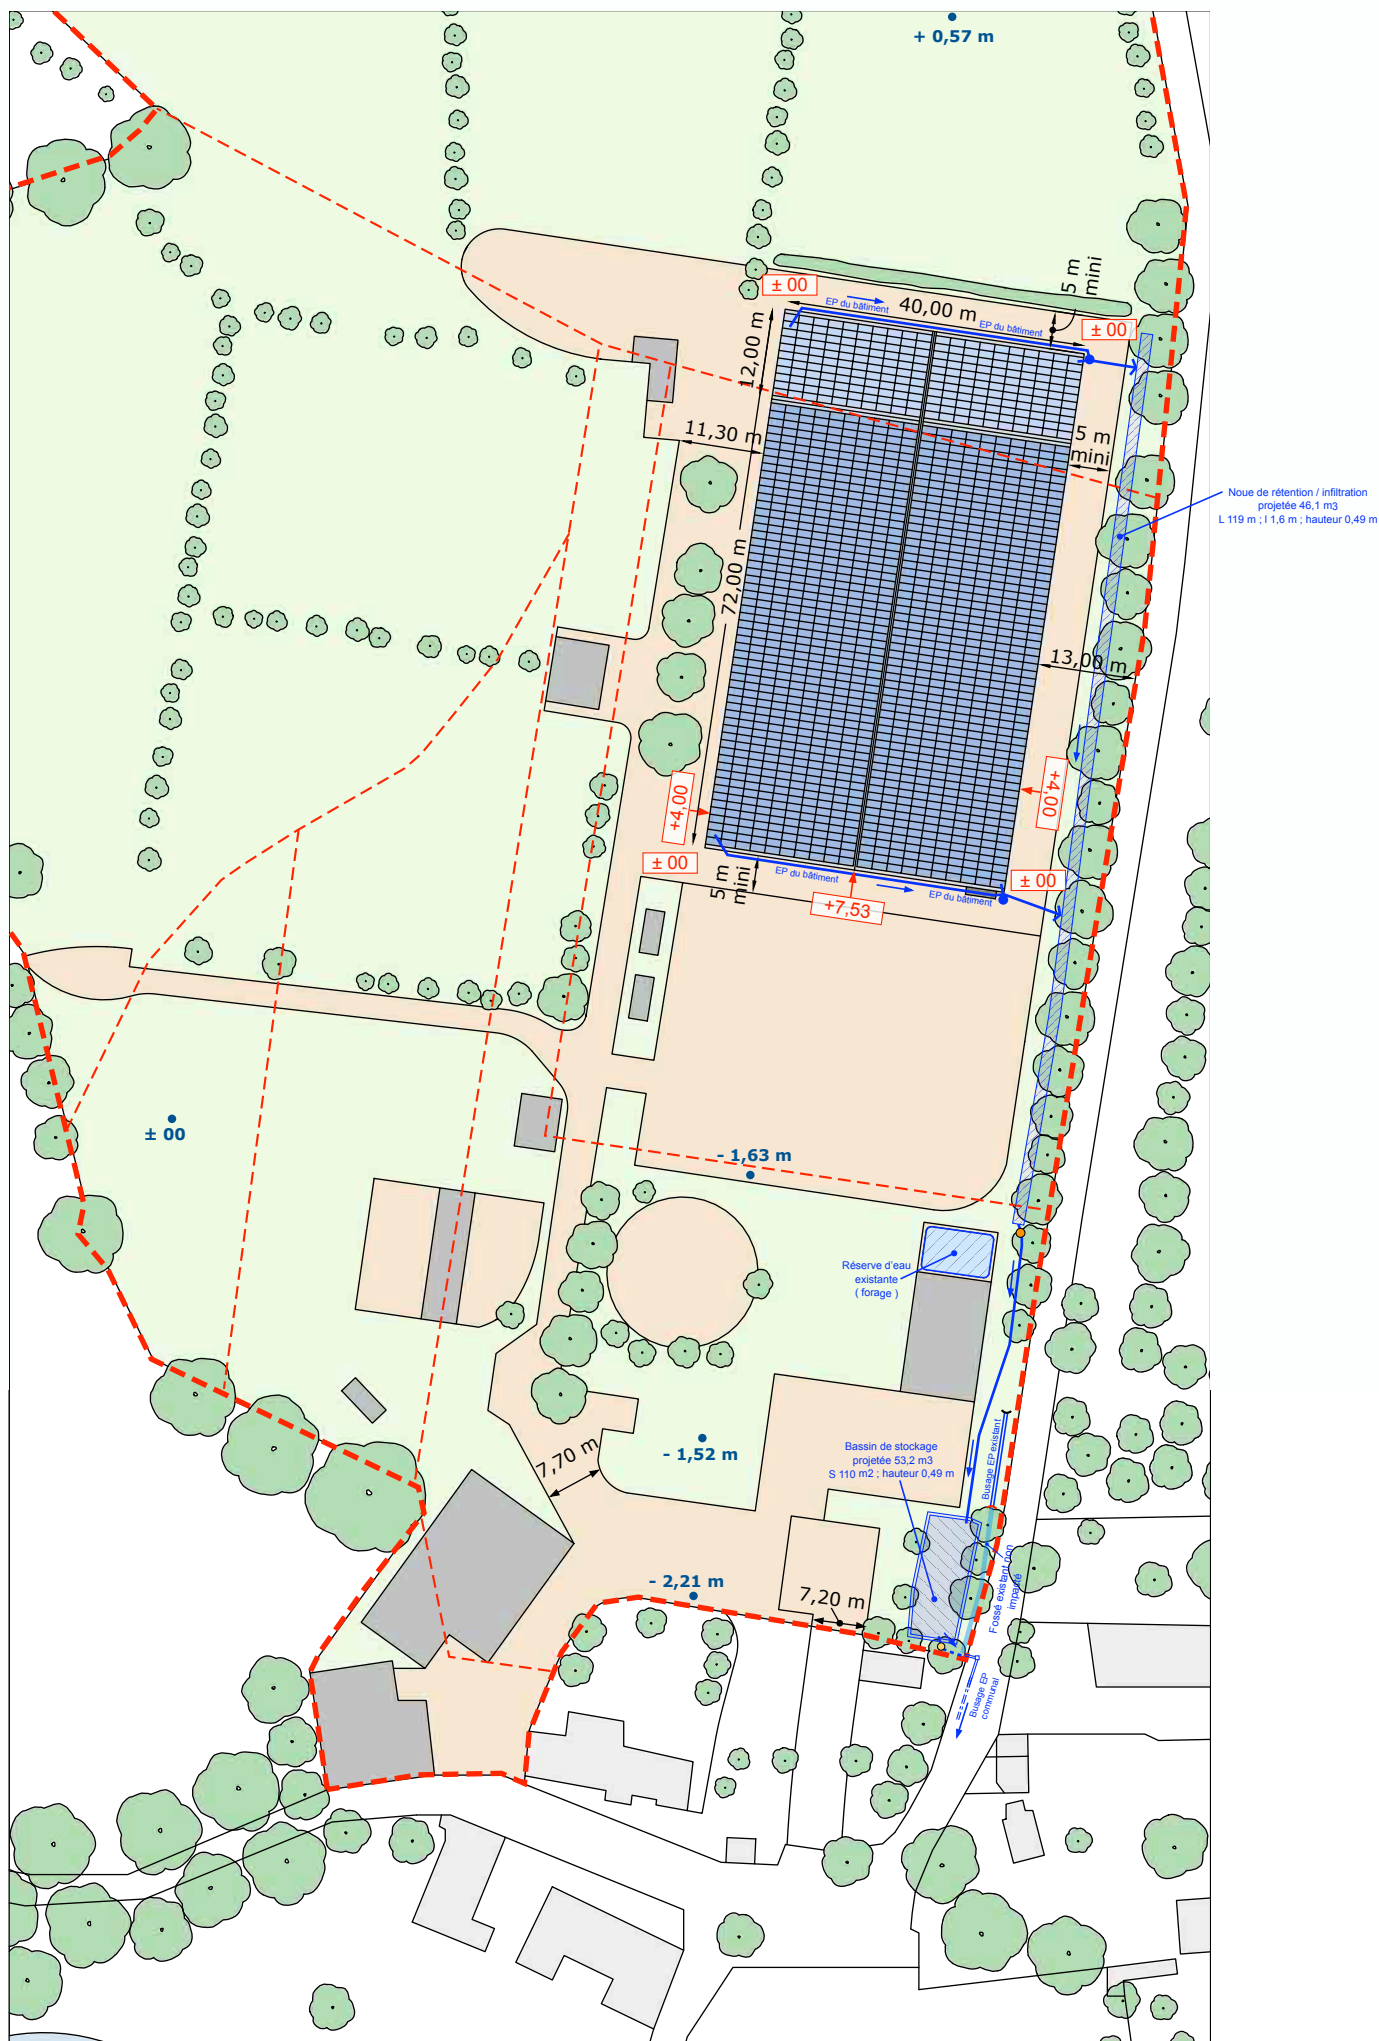 + 0,57 m
5 m
mini
± 00
EP du bâtiment
40,00 m
EP du bâtiment
± 00
12,00 m
11,30 m
5 m
mini
Noue de rétention / infiltration
projetée 46,1 m3
L 119 m ; l 1,6 m ; hauteur 0,49 m
72,00 m
13,00 m
+4,00
+4,00
± 00
5 m
mini
EP du bâtiment
EP du bâtiment
± 00
+7,53
± 00
- 1,63 m
Réserve d'eau
existante
( forage )
7,70 m
- 1,52 m
Bassin de stockage
projetée 53,2 m3
S 110 m2 ; hauteur 0,49 m
Busage EP existant
Fossé existant non
impacté
- 2,21 m
7,20 m
Busage EP
communal